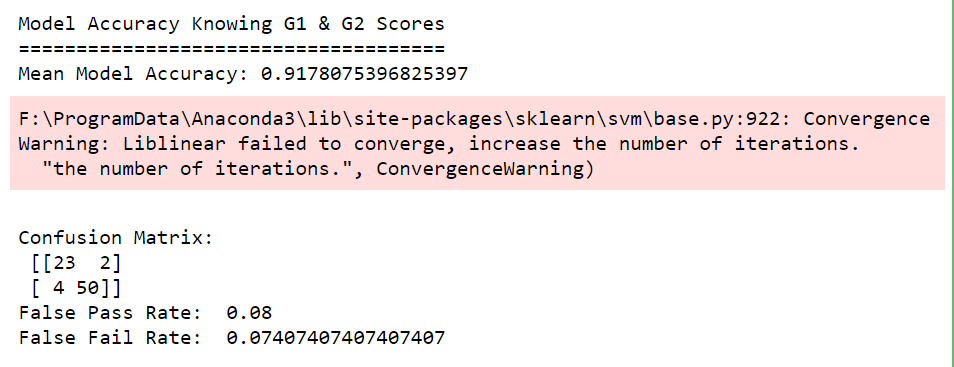 Model Accuracy Knowing G1 & G2 Scores
=====================================
Mean Model Accuracy: 0.9178075396825397
F:\ProgramData\Anaconda3\lib\site-packages\sklearn\svm\base.py:922: Convergence
Warning: Liblinear failed to converge, increase the number of iterations.
  "the number of iterations.", ConvergenceWarning)
Confusion Matrix:
 [[23  2]
 [ 4 50]]
False Pass Rate:  0.08
False Fail Rate:  0.07407407407407407